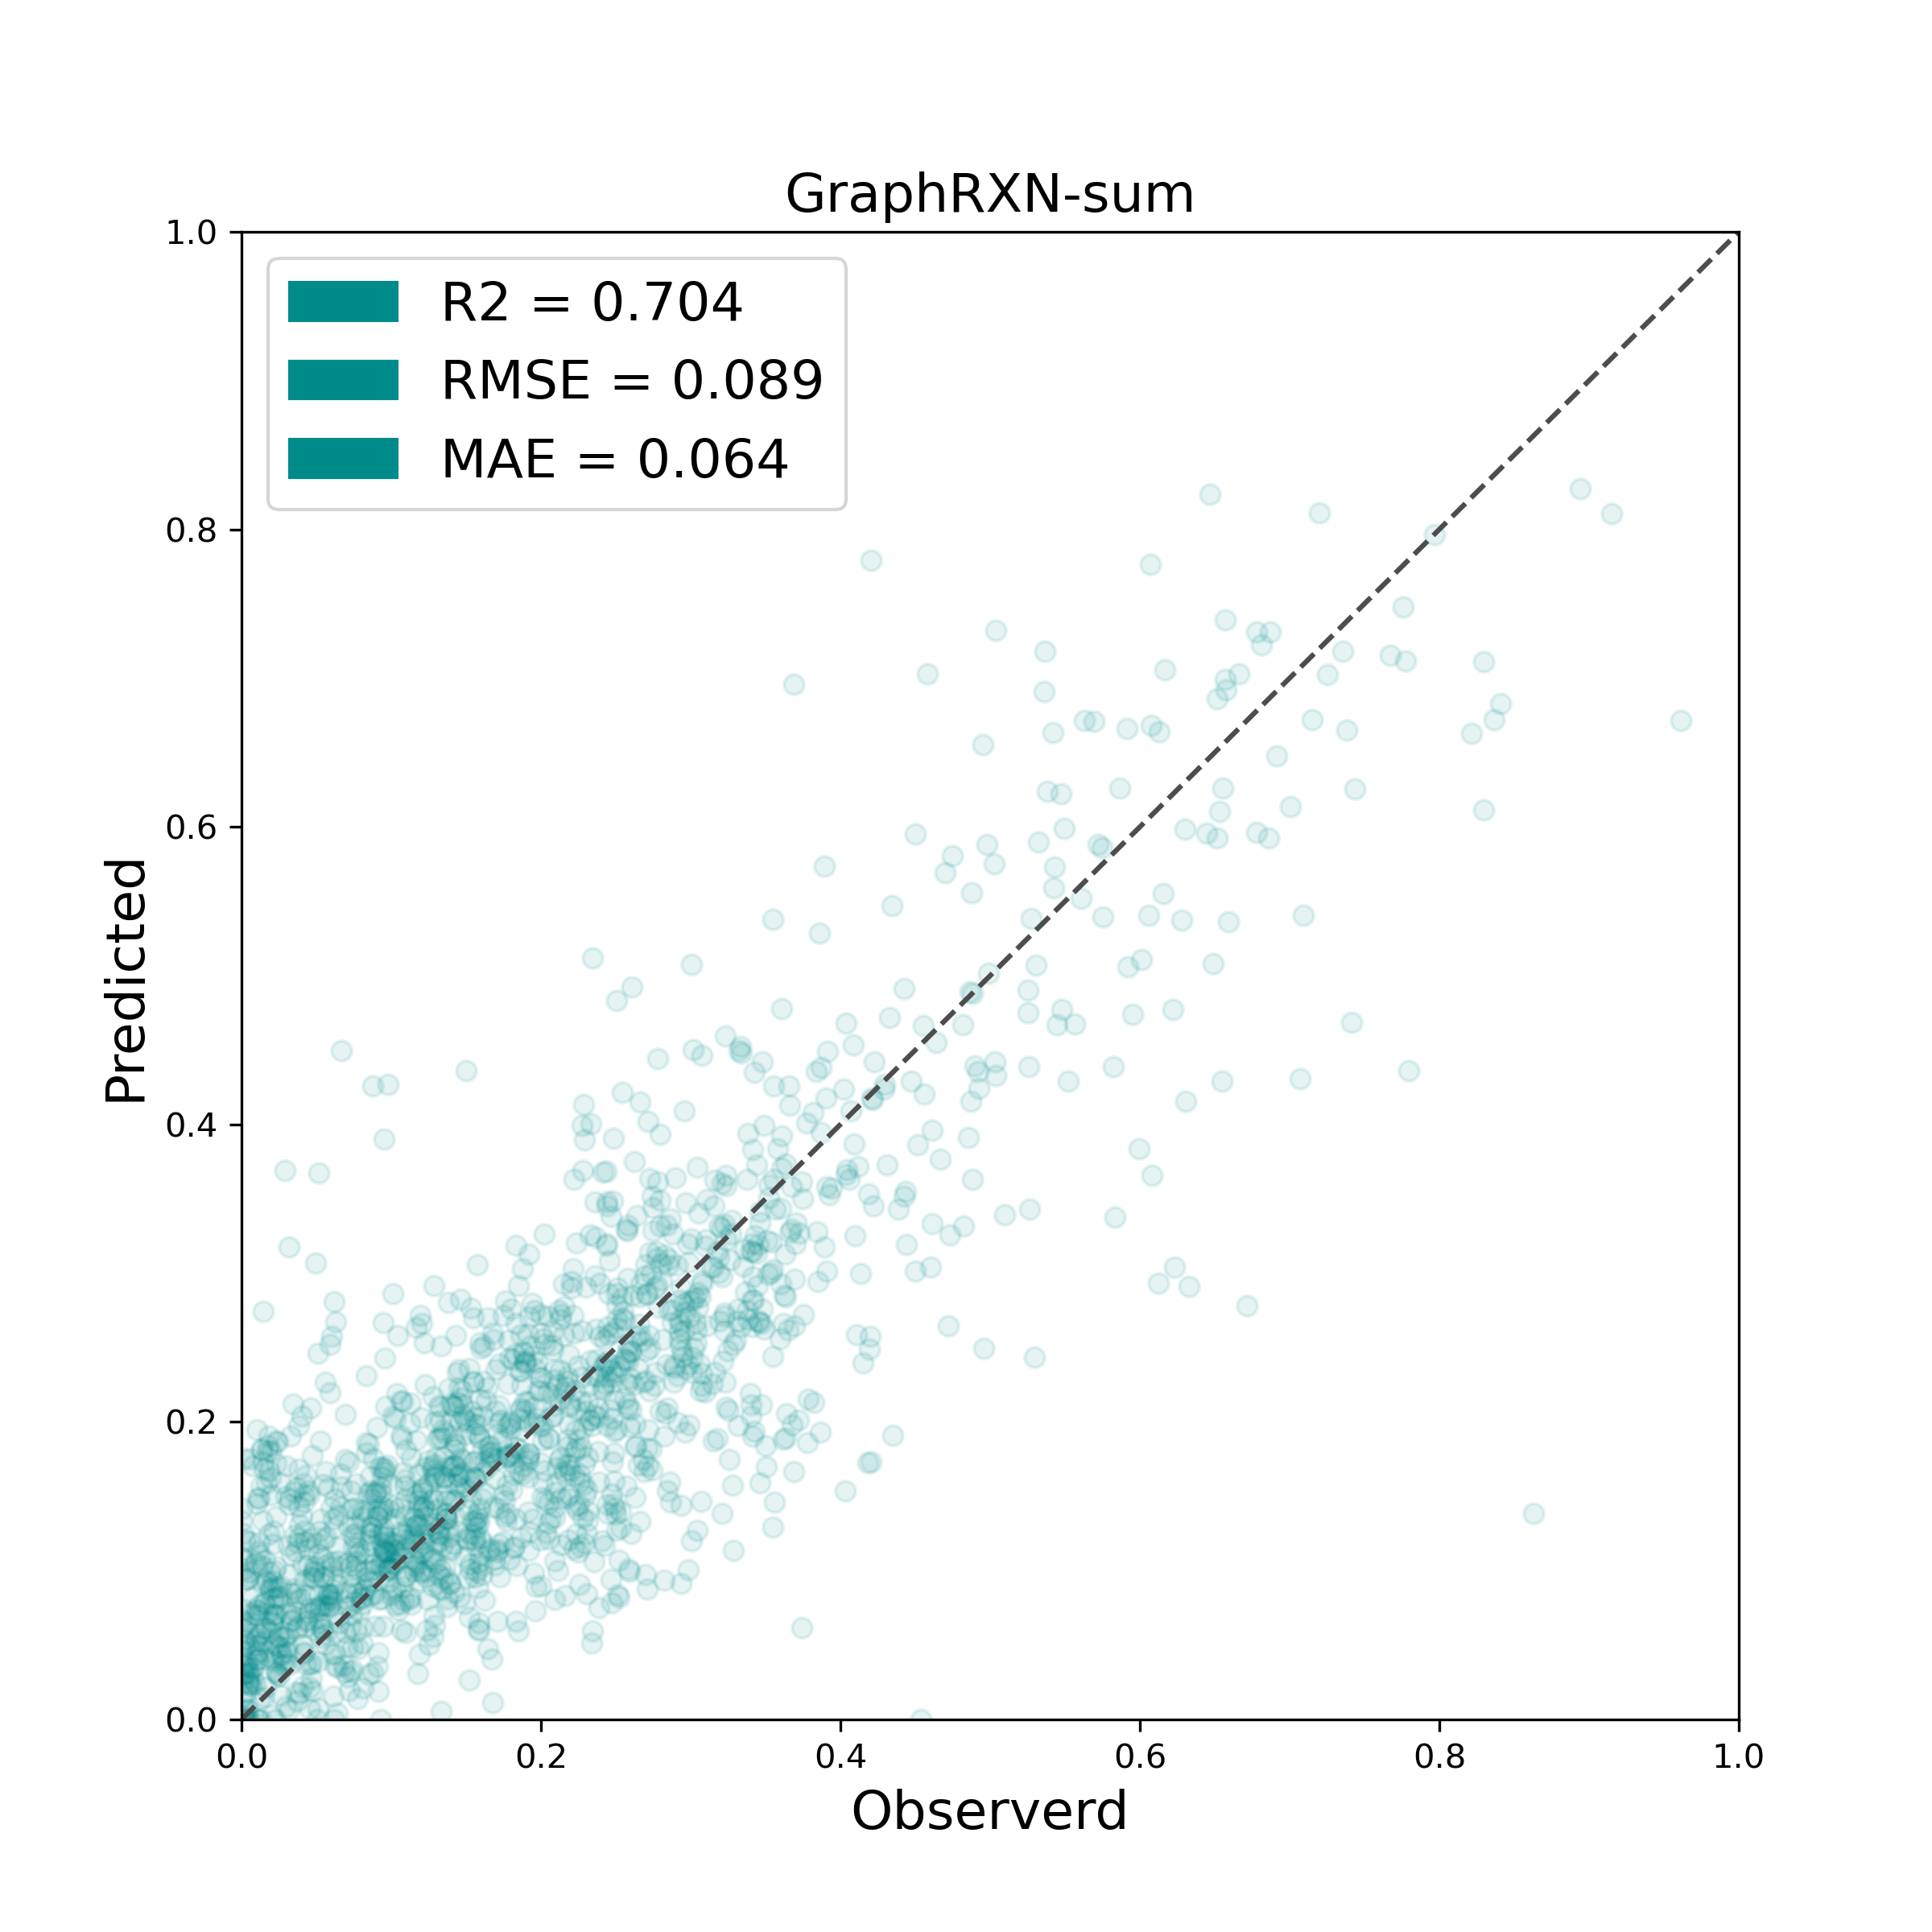 GraphRXN-sum
R2 = 0.704
RMSE = 0.089
MAE = 0.064
Predicted
1.0
0.8
0.6
0.4
0.2
0.0
0.0 0.2 0.4 0.6 0.8 1.0
Observerd